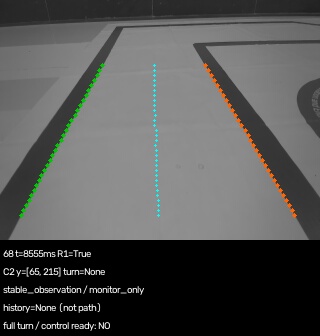 68 t=8555ms R1=True
C2 y=[65, 215] turn=None
stable_observation / monitor_only
history=None (not path)
full turn / control ready: NO